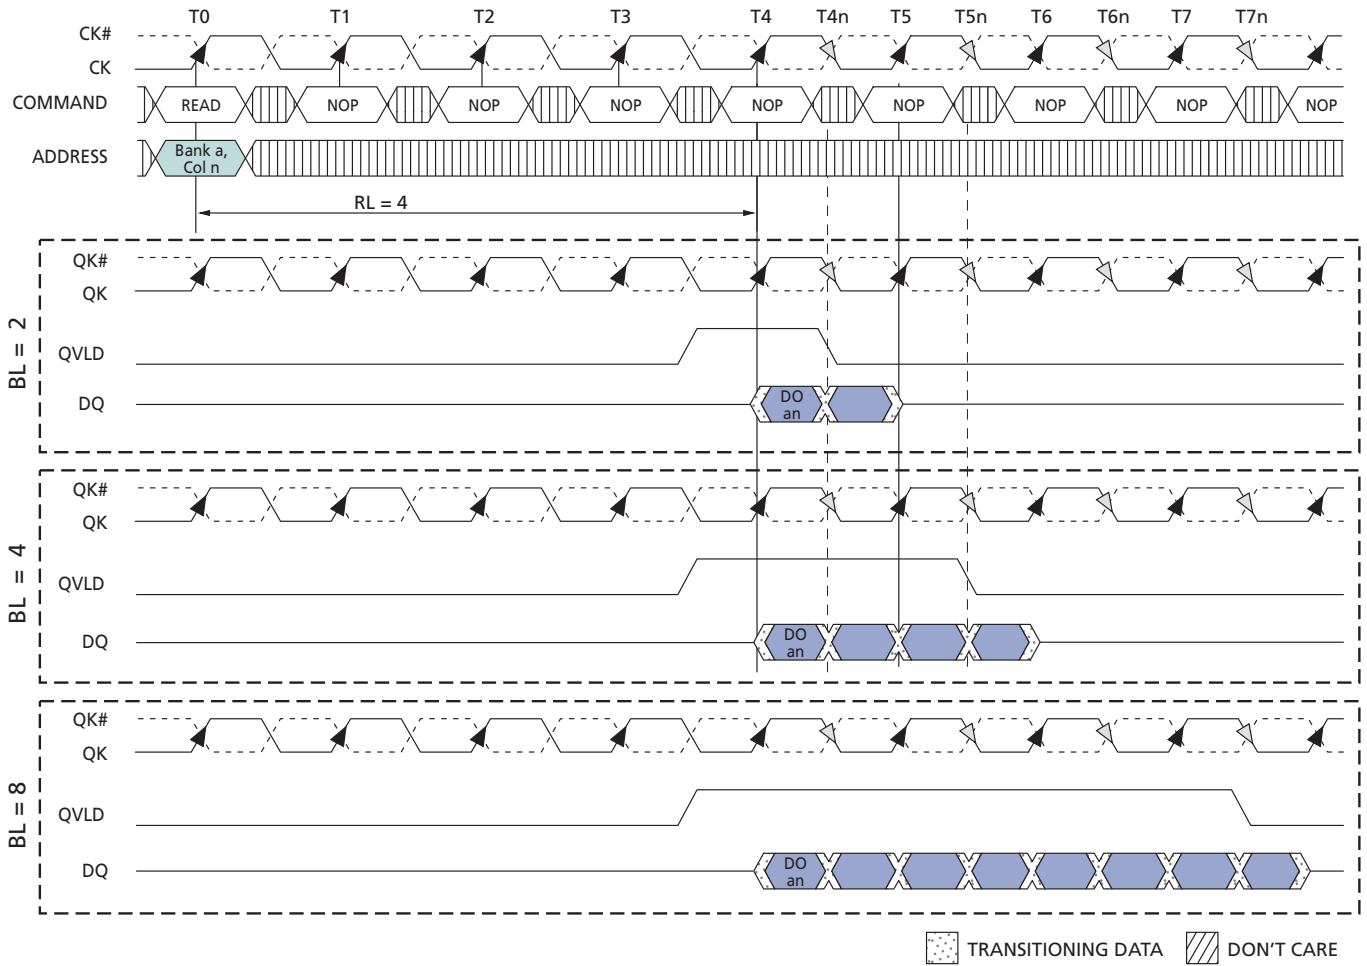 T0 T1 T2 T3 T4 T4n T5 T5n T6 T6n T7 T7n
CK#
CK
COMMAND READ NOP NOP NOP NOP NOP NOP NOP NOP
ADDRESS Bank a,
Col n
RL = 4
BL = 2
QK#
QK
QVLD
DQ DO
an
BL = 4
QK#
QK
QVLD
DQ DO
an
BL = 8
QK#
QK
QVLD
DQ DO
an
TRANSITIONING DATA DON'T CARE